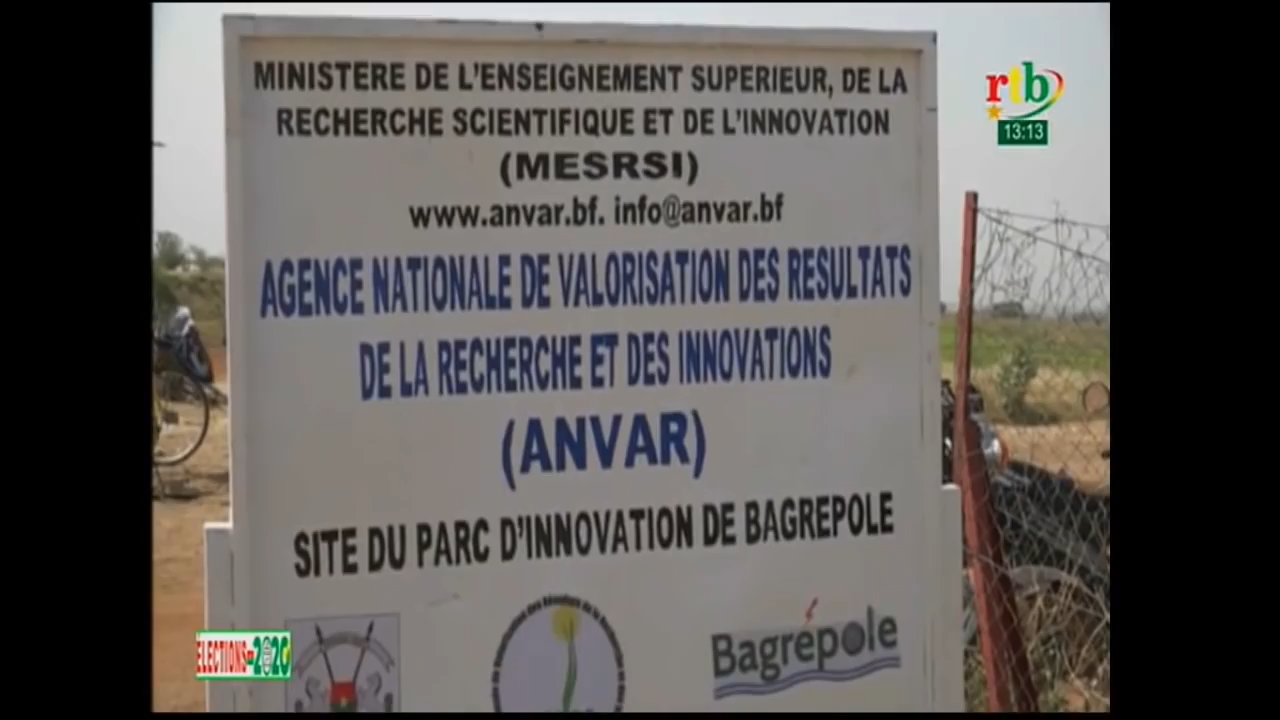 MINISTERE DE L'ENSEIGNEMENT SUPERIEUR, DE LA
RECHERCHE SCIENTIFIQUE ET DE L'INNOVATION
(MESRSI)
www.anvar.bf. info@anvar.bf
AGENCE NATIONALE DE VALORISATION DES RESULTATS
DE LA RECHERCHE ET DES INNOVATIONS
(ANVAR)
SITE DU PARC D'INNOVATION DE BAGREPOLE
Bagrépole
rtb
13:13
ELECTIONS 2020